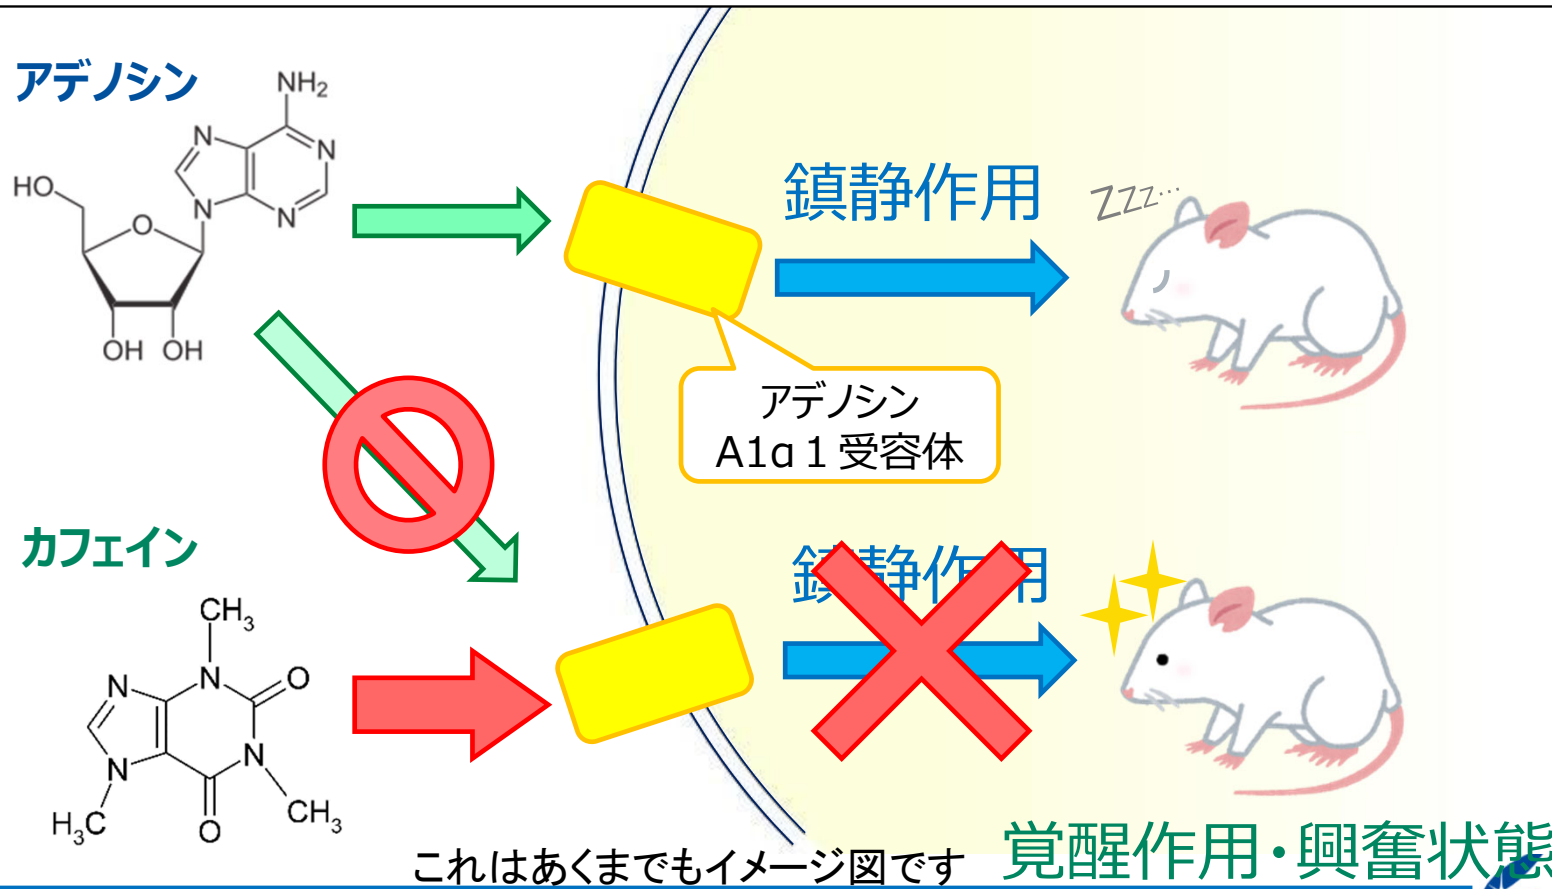 アデノシン
NH2
N
N
N
N
HO
O
OH
OH
鎮静作用
ZZZ…
アデノシン
A1α１受容体
カフェイン
鎮静作用
CH3
N
N
O
N
N
H3C
O
CH3
これはあくまでもイメージ図です
覚醒作用・興奮状態